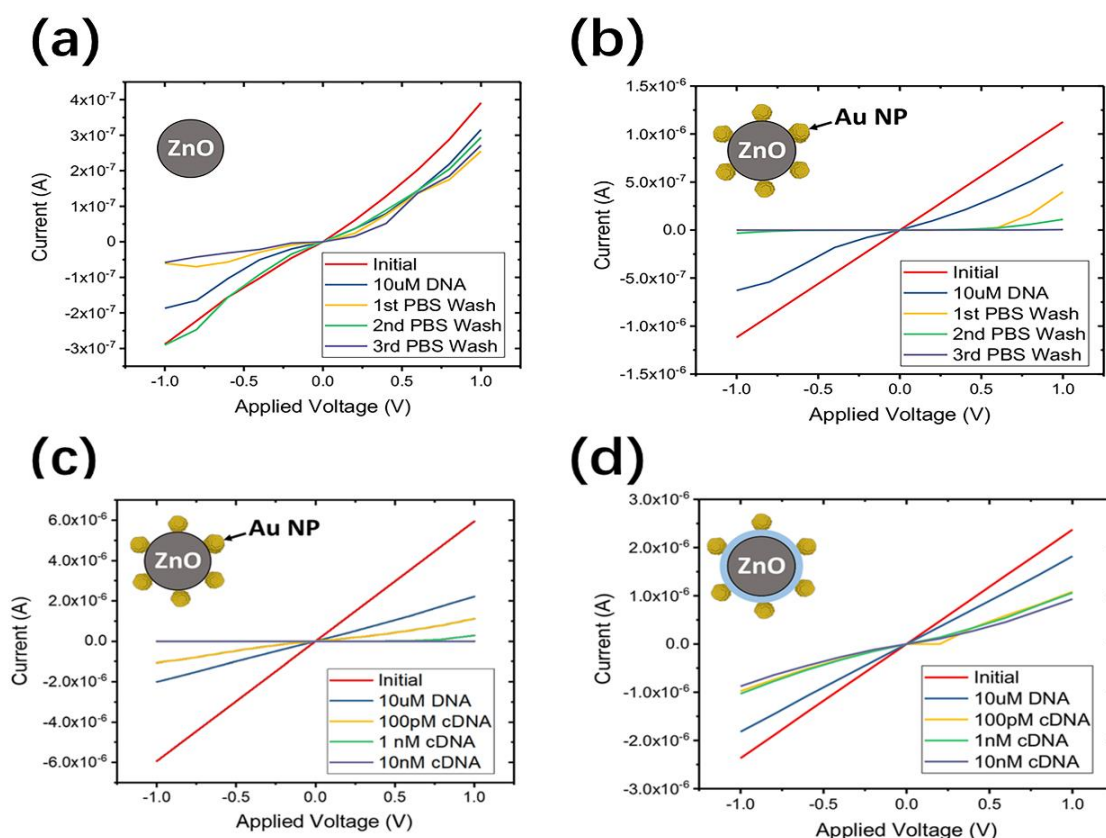 (a)
4x10⁻⁷
3x10⁻⁷
2x10⁻⁷
1x10⁻⁷
0
-1x10⁻⁷
-2x10⁻⁷
-3x10⁻⁷
Current (A)
ZnO
Initial
10uM DNA
1st PBS Wash
2nd PBS Wash
3rd PBS Wash
-1.0
-0.5
0.0
0.5
1.0
Applied Voltage (V)
(b)
1.5x10⁻⁶
1.0x10⁻⁶
5.0x10⁻⁷
0.0
-5.0x10⁻⁷
-1.0x10⁻⁶
-1.5x10⁻⁶
Current (A)
Au NP
ZnO
Initial
10uM DNA
1st PBS Wash
2nd PBS Wash
3rd PBS Wash
-1.0
-0.5
0.0
0.5
1.0
Applied Voltage (V)
(c)
6.0x10⁻⁶
4.0x10⁻⁶
2.0x10⁻⁶
0.0
-2.0x10⁻⁶
-4.0x10⁻⁶
-6.0x10⁻⁶
Current (A)
Au NP
ZnO
Initial
10uM DNA
100pM cDNA
1 nM cDNA
10nM cDNA
-1.0
-0.5
0.0
0.5
1.0
Applied Voltage (V)
(d)
3.0x10⁻⁶
2.0x10⁻⁶
1.0x10⁻⁶
0.0
-1.0x10⁻⁶
-2.0x10⁻⁶
-3.0x10⁻⁶
Current (A)
ZnO
Initial
10uM DNA
100pM cDNA
1nM cDNA
10nM cDNA
-1.0
-0.5
0.0
0.5
1.0
Applied Voltage (V)